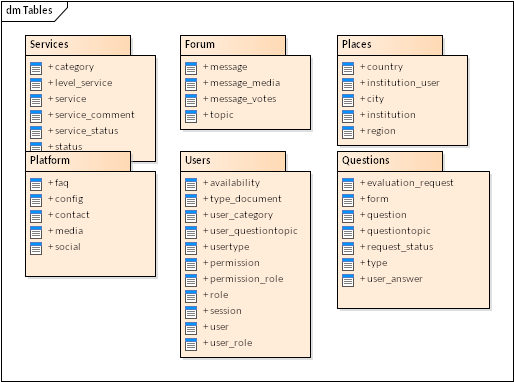 dm Tables
Services
+ category
+ level_service
+ service
+ service_comment
+ service_status
+ status
Forum
+ message
+ message_media
+ message_votes
+ topic
Places
+ country
+ institution_user
+ city
+ institution
+ region
Platform
+ faq
+ config
+ contact
+ media
+ social
Users
+ availability
+ type_document
+ user_category
+ user_questiontopic
+ usertype
+ permission
+ permission_role
+ role
+ session
+ user
+ user_role
Questions
+ evaluation_request
+ form
+ question
+ questiontopic
+ request_status
+ type
+ user_answer